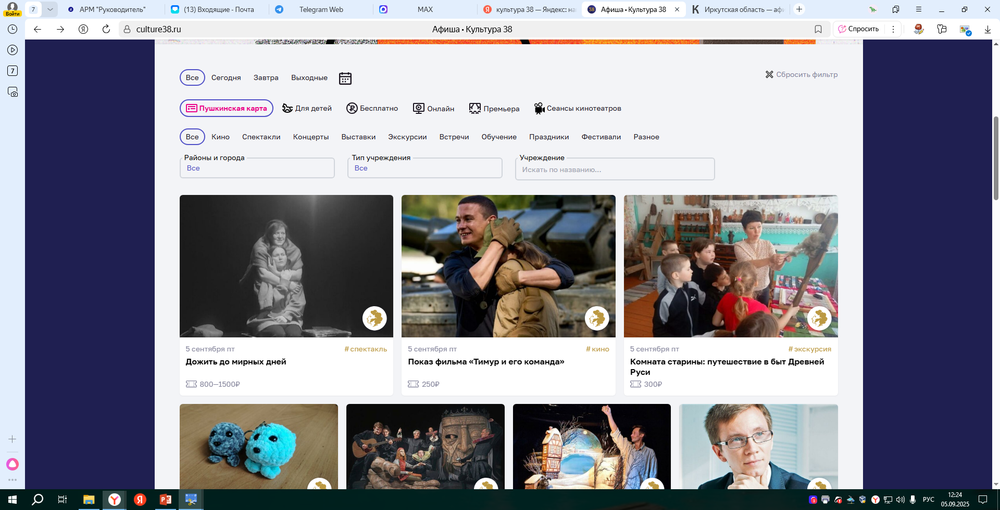 Войти
7
АРМ "Руководитель"
(13) Входящие - Почта
Telegram Web
MAX
культура 38 — Яндекс: на
Афиша • Культура 38
Иркутская область — афи
culture38.ru
Афиша • Культура 38
Спросить
7
Все
Сегодня
Завтра
Выходные
Сбросить фильтр
Пушкинская карта
Для детей
Бесплатно
Онлайн
Премьера
Сеансы кинотеатров
Все
Кино
Спектакли
Концерты
Выставки
Экскурсии
Встречи
Обучение
Праздники
Фестивали
Разное
Районы и города
Все
Тип учреждения
Все
Учреждение
Искать по названию...
5 сентября пт
# спектакль
Дожить до мирных дней
800—1500₽
5 сентября пт
# кино
Показ фильма «Тимур и его команда»
250₽
5 сентября пт
# экскурсия
Комната старины: путешествие в быт Древней
Руси
300₽
РУС
12:24
05.09.2025